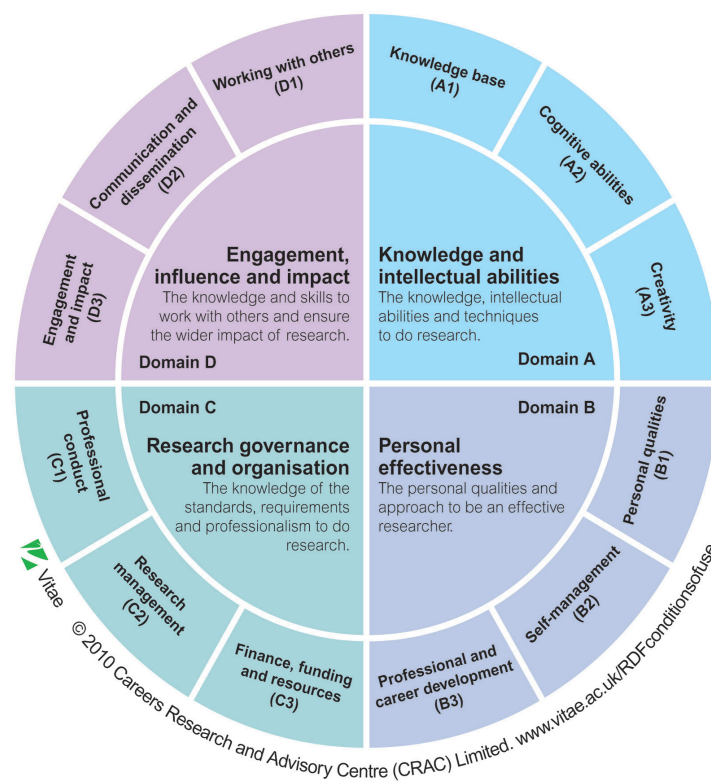 Working with others
(D1)
Knowledge base
(A1)
Communication and
dissemination
(D2)
Cognitive abilities
(A2)
Engagement
and impact
(D3)
Creativity
(A3)
Engagement,
influence and impact
The knowledge and skills to
work with others and ensure
the wider impact of research.
Domain D
Knowledge and
intellectual abilities
The knowledge, intellectual
abilities and techniques
to do research.
Domain A
Domain C
Research governance
and organisation
The knowledge of the
standards, requirements
and professionalism to do
research.
Domain B
Personal
effectiveness
The personal qualities and
approach to be an effective
researcher.
Professional
conduct
(C1)
Personal qualities
(B1)
Research
management
(C2)
Self-management
(B2)
Finance, funding
and resources
(C3)
Professional and
career development
(B3)
Vitae
© 2010 Careers Research and Advisory Centre (CRAC) Limited. www.vitae.ac.uk/RDFconditionsofuse